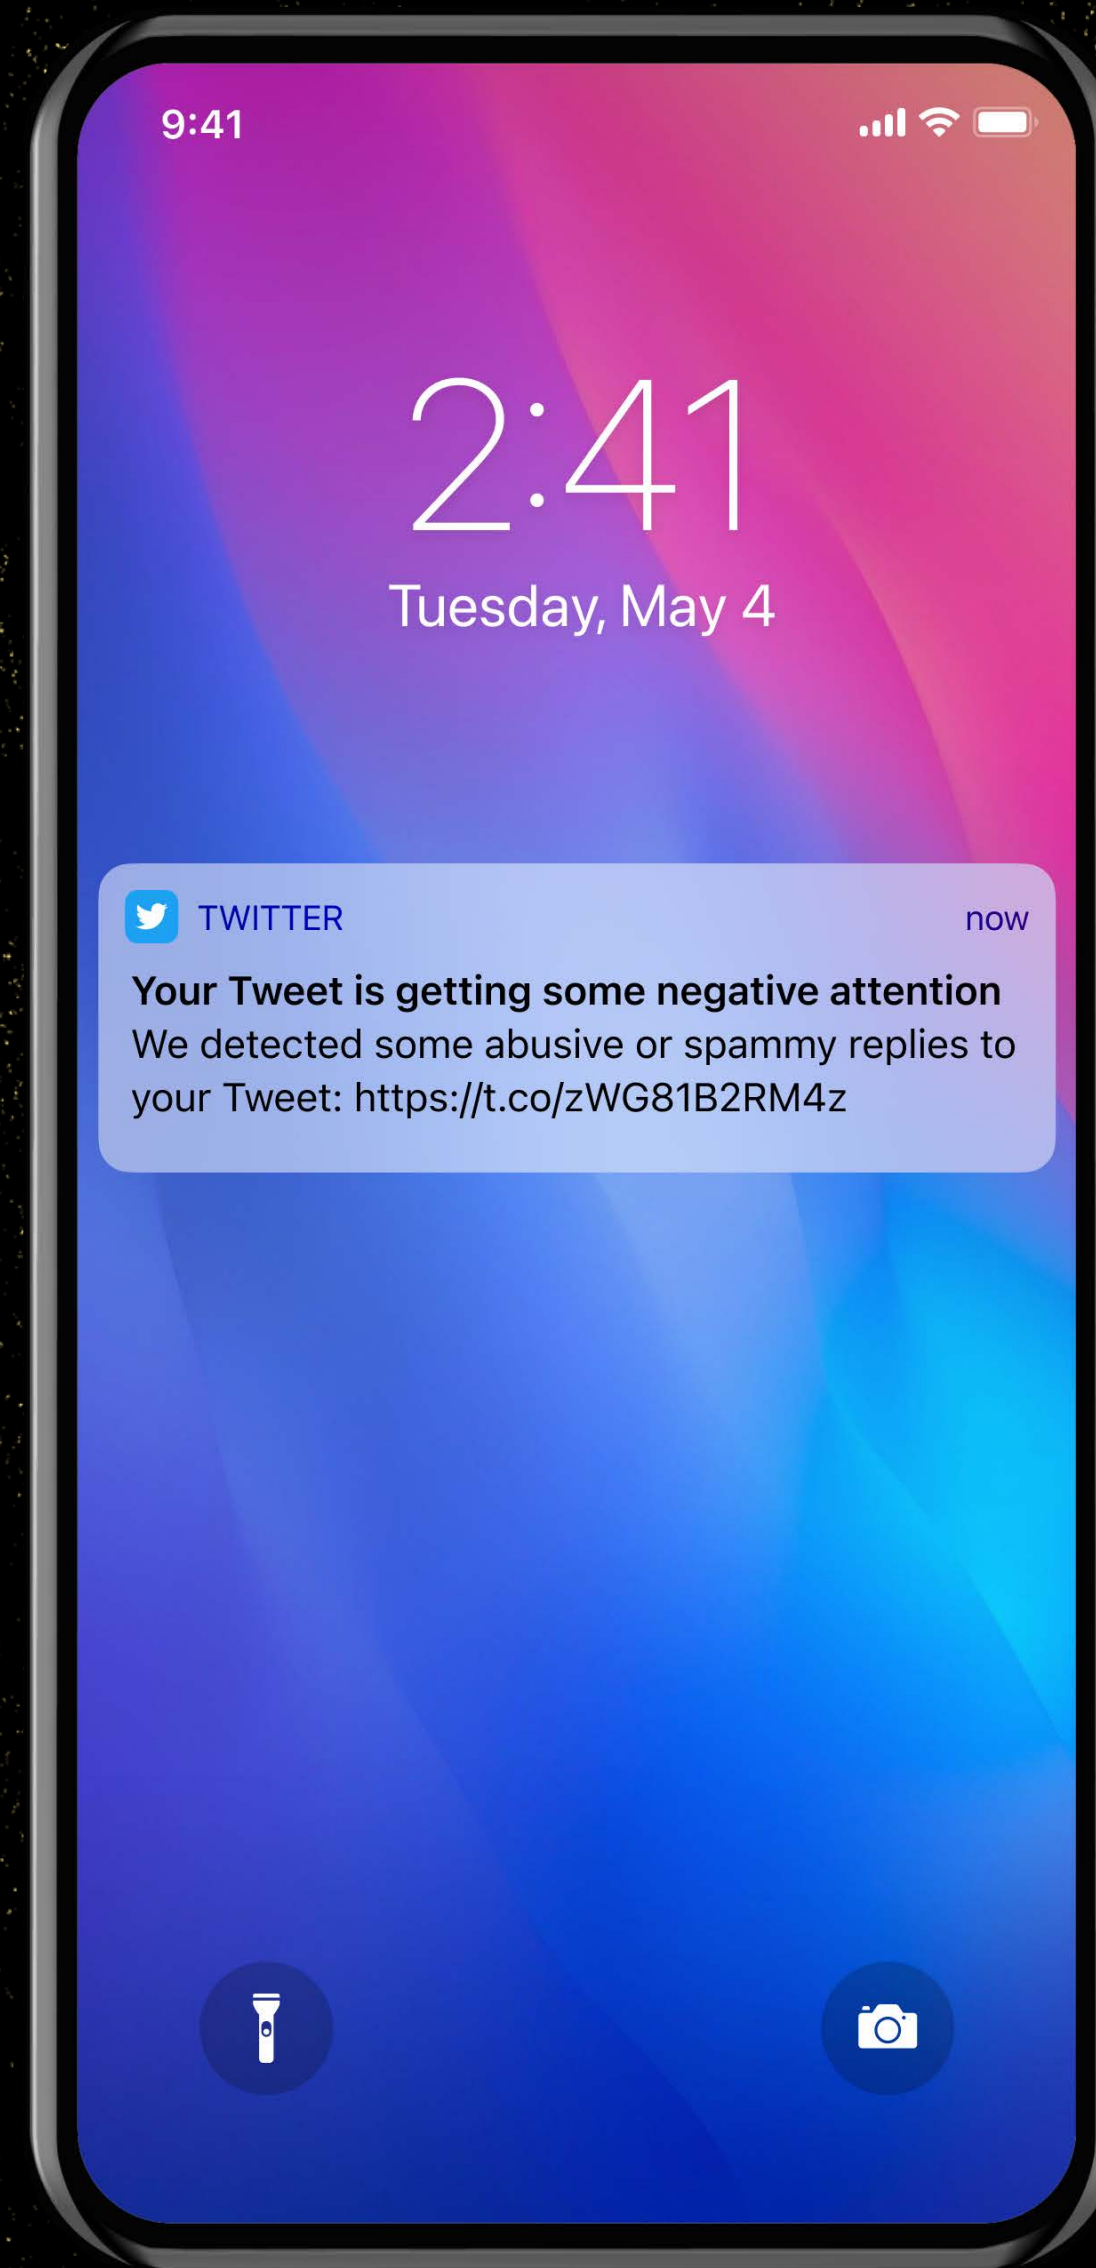 9:41
2:41
Tuesday, May 4
TWITTER now
Your Tweet is getting some negative attention
We detected some abusive or spammy replies to
your Tweet: https://t.co/zWG81B2RM4z